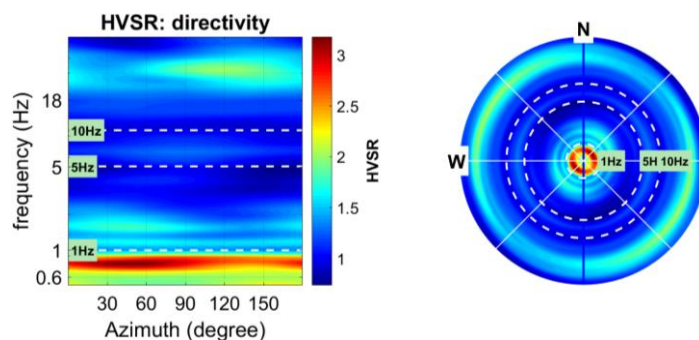 HVSR: directivity
frequency (Hz)
18
10Hz
5
5Hz
1
1Hz
0.6
30 60 90 120 150
Azimuth (degree)
3
2.5
2
1.5
1
HVSR
N
W
1Hz
5H 10Hz